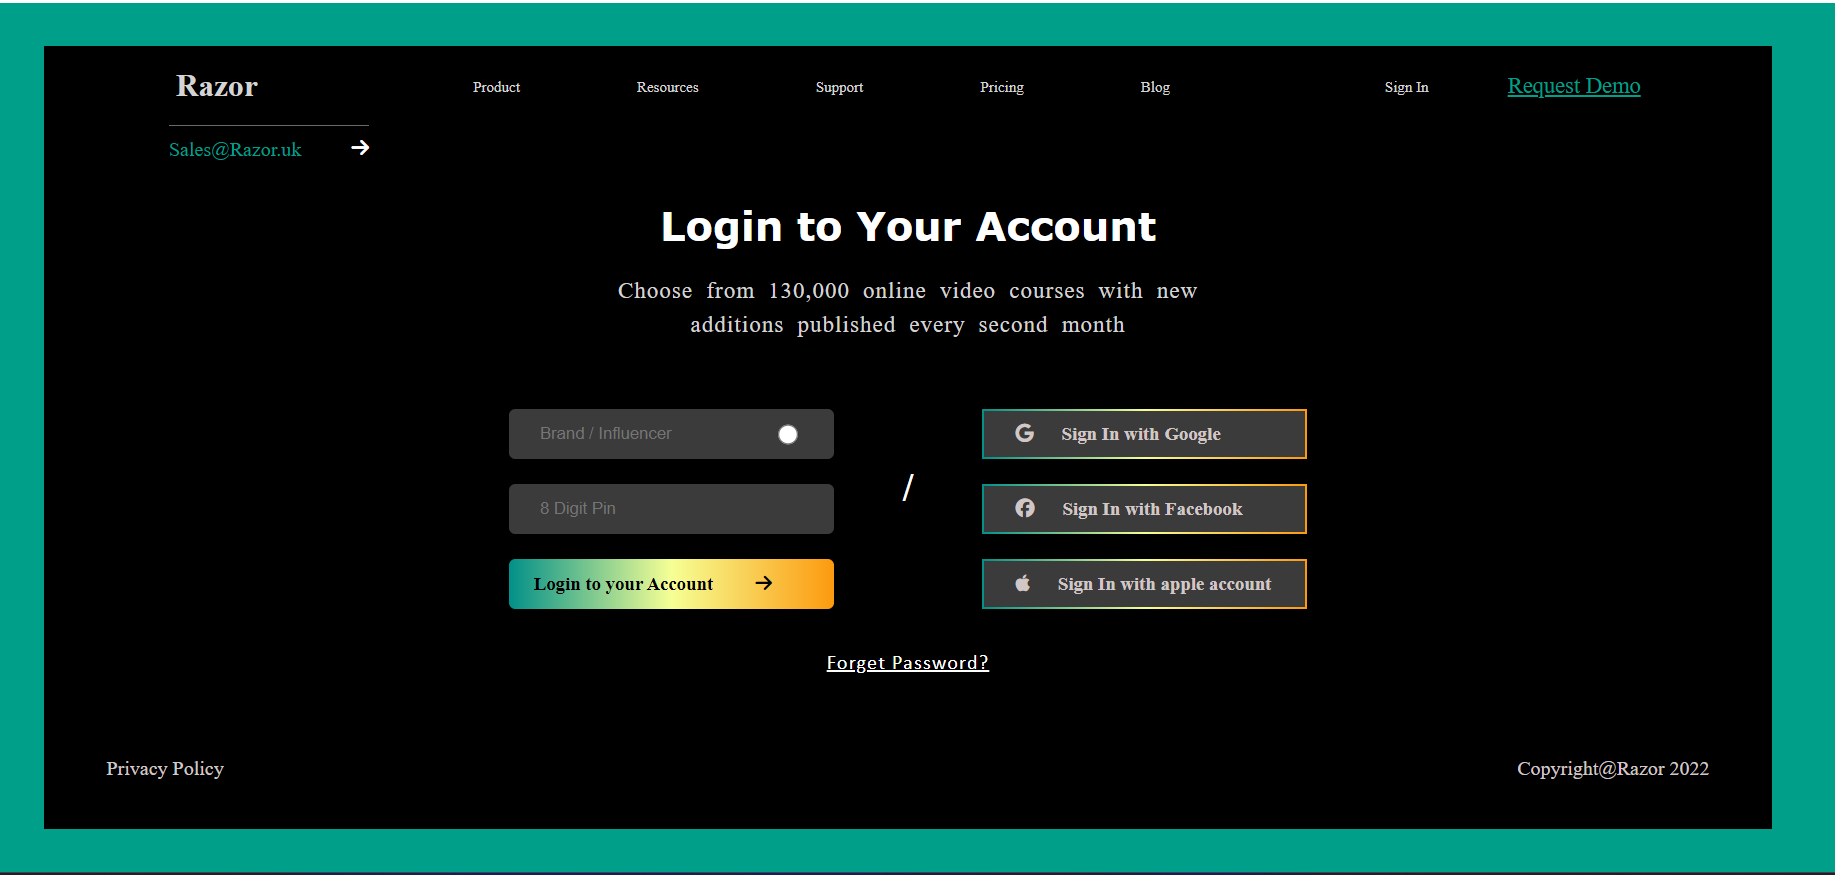 Razor
Product
Resources
Support
Pricing
Blog
Sign In
Request Demo
Sales@Razor.uk
Login to Your Account
Choose from 130,000 online video courses with new
additions published every second month
Brand / Influencer
8 Digit Pin
Login to your Account
/
Sign In with Google
Sign In with Facebook
Sign In with apple account
Forget Password?
Privacy Policy
Copyright@Razor 2022